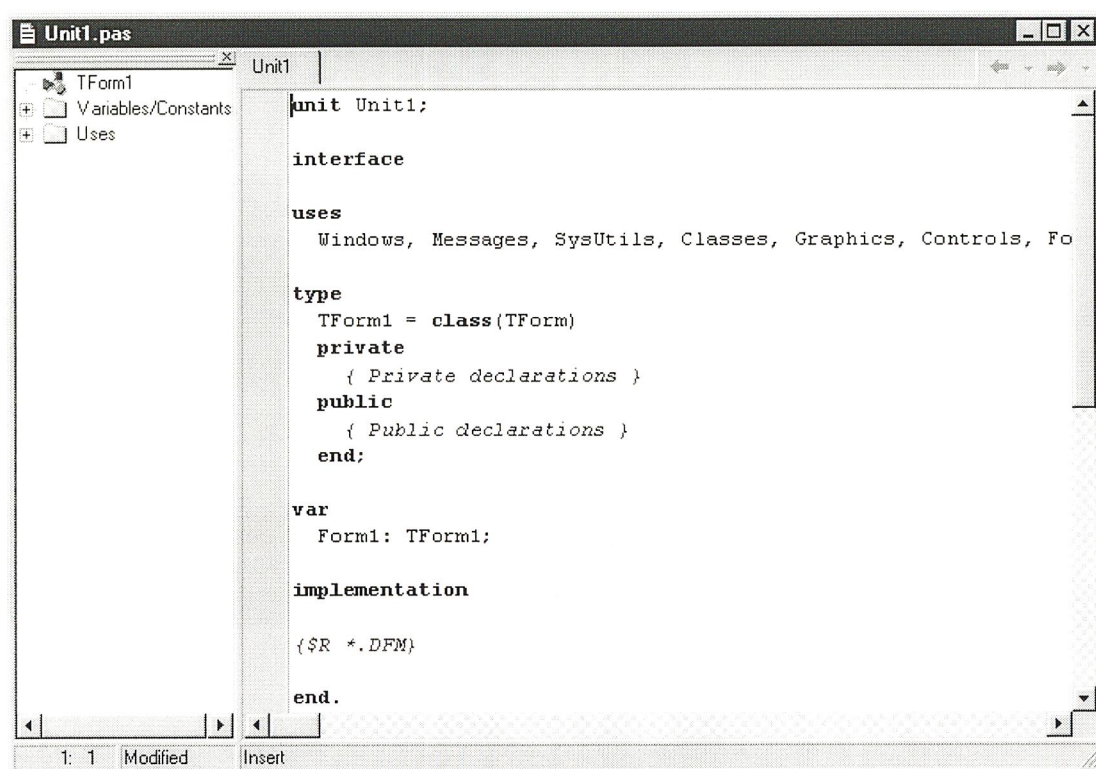 Unit1.pas
TForm1
Variables/Constants
Uses
Unit1
unit Unit1;
interface
uses
Windows, Messages, SysUtils, Classes, Graphics, Controls, Fo
type
TForm1 = class(TForm)
private
{ Private declarations }
public
{ Public declarations }
end;
var
Form1: TForm1;
implementation
{$R *.DFM}
end.
1: 1 Modified Insert